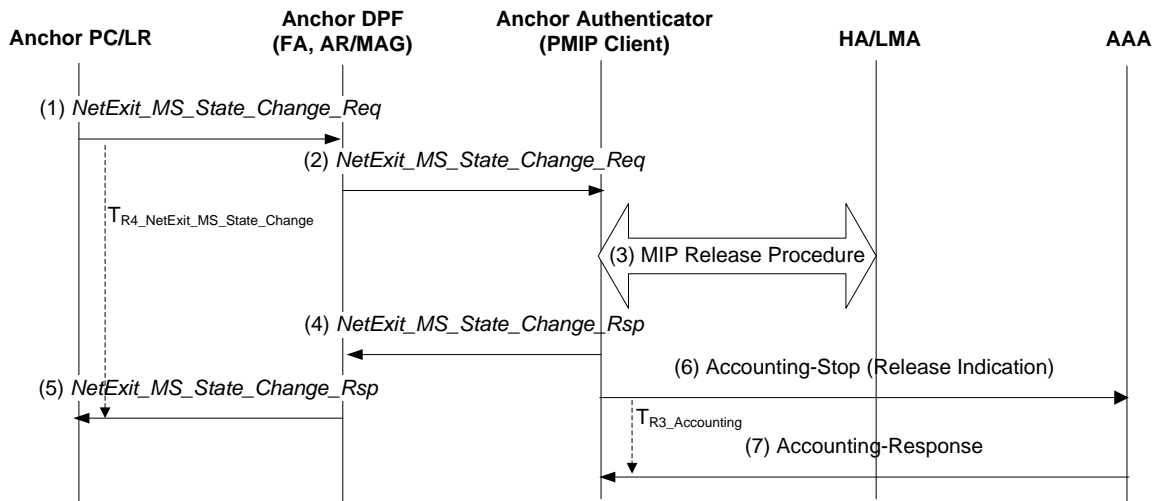 Anchor PC/LR
Anchor DPF
(FA, AR/MAG)
Anchor Authenticator
(PMIP Client)
HA/LMA
AAA
(1) NetExit_MS_State_Change_Req
(2) NetExit_MS_State_Change_Req
TR4_NetExit_MS_State_Change
(3) MIP Release Procedure
(4) NetExit_MS_State_Change_Rsp
(5) NetExit_MS_State_Change_Rsp
(6) Accounting-Stop (Release Indication)
TR3_Accounting
(7) Accounting-Response